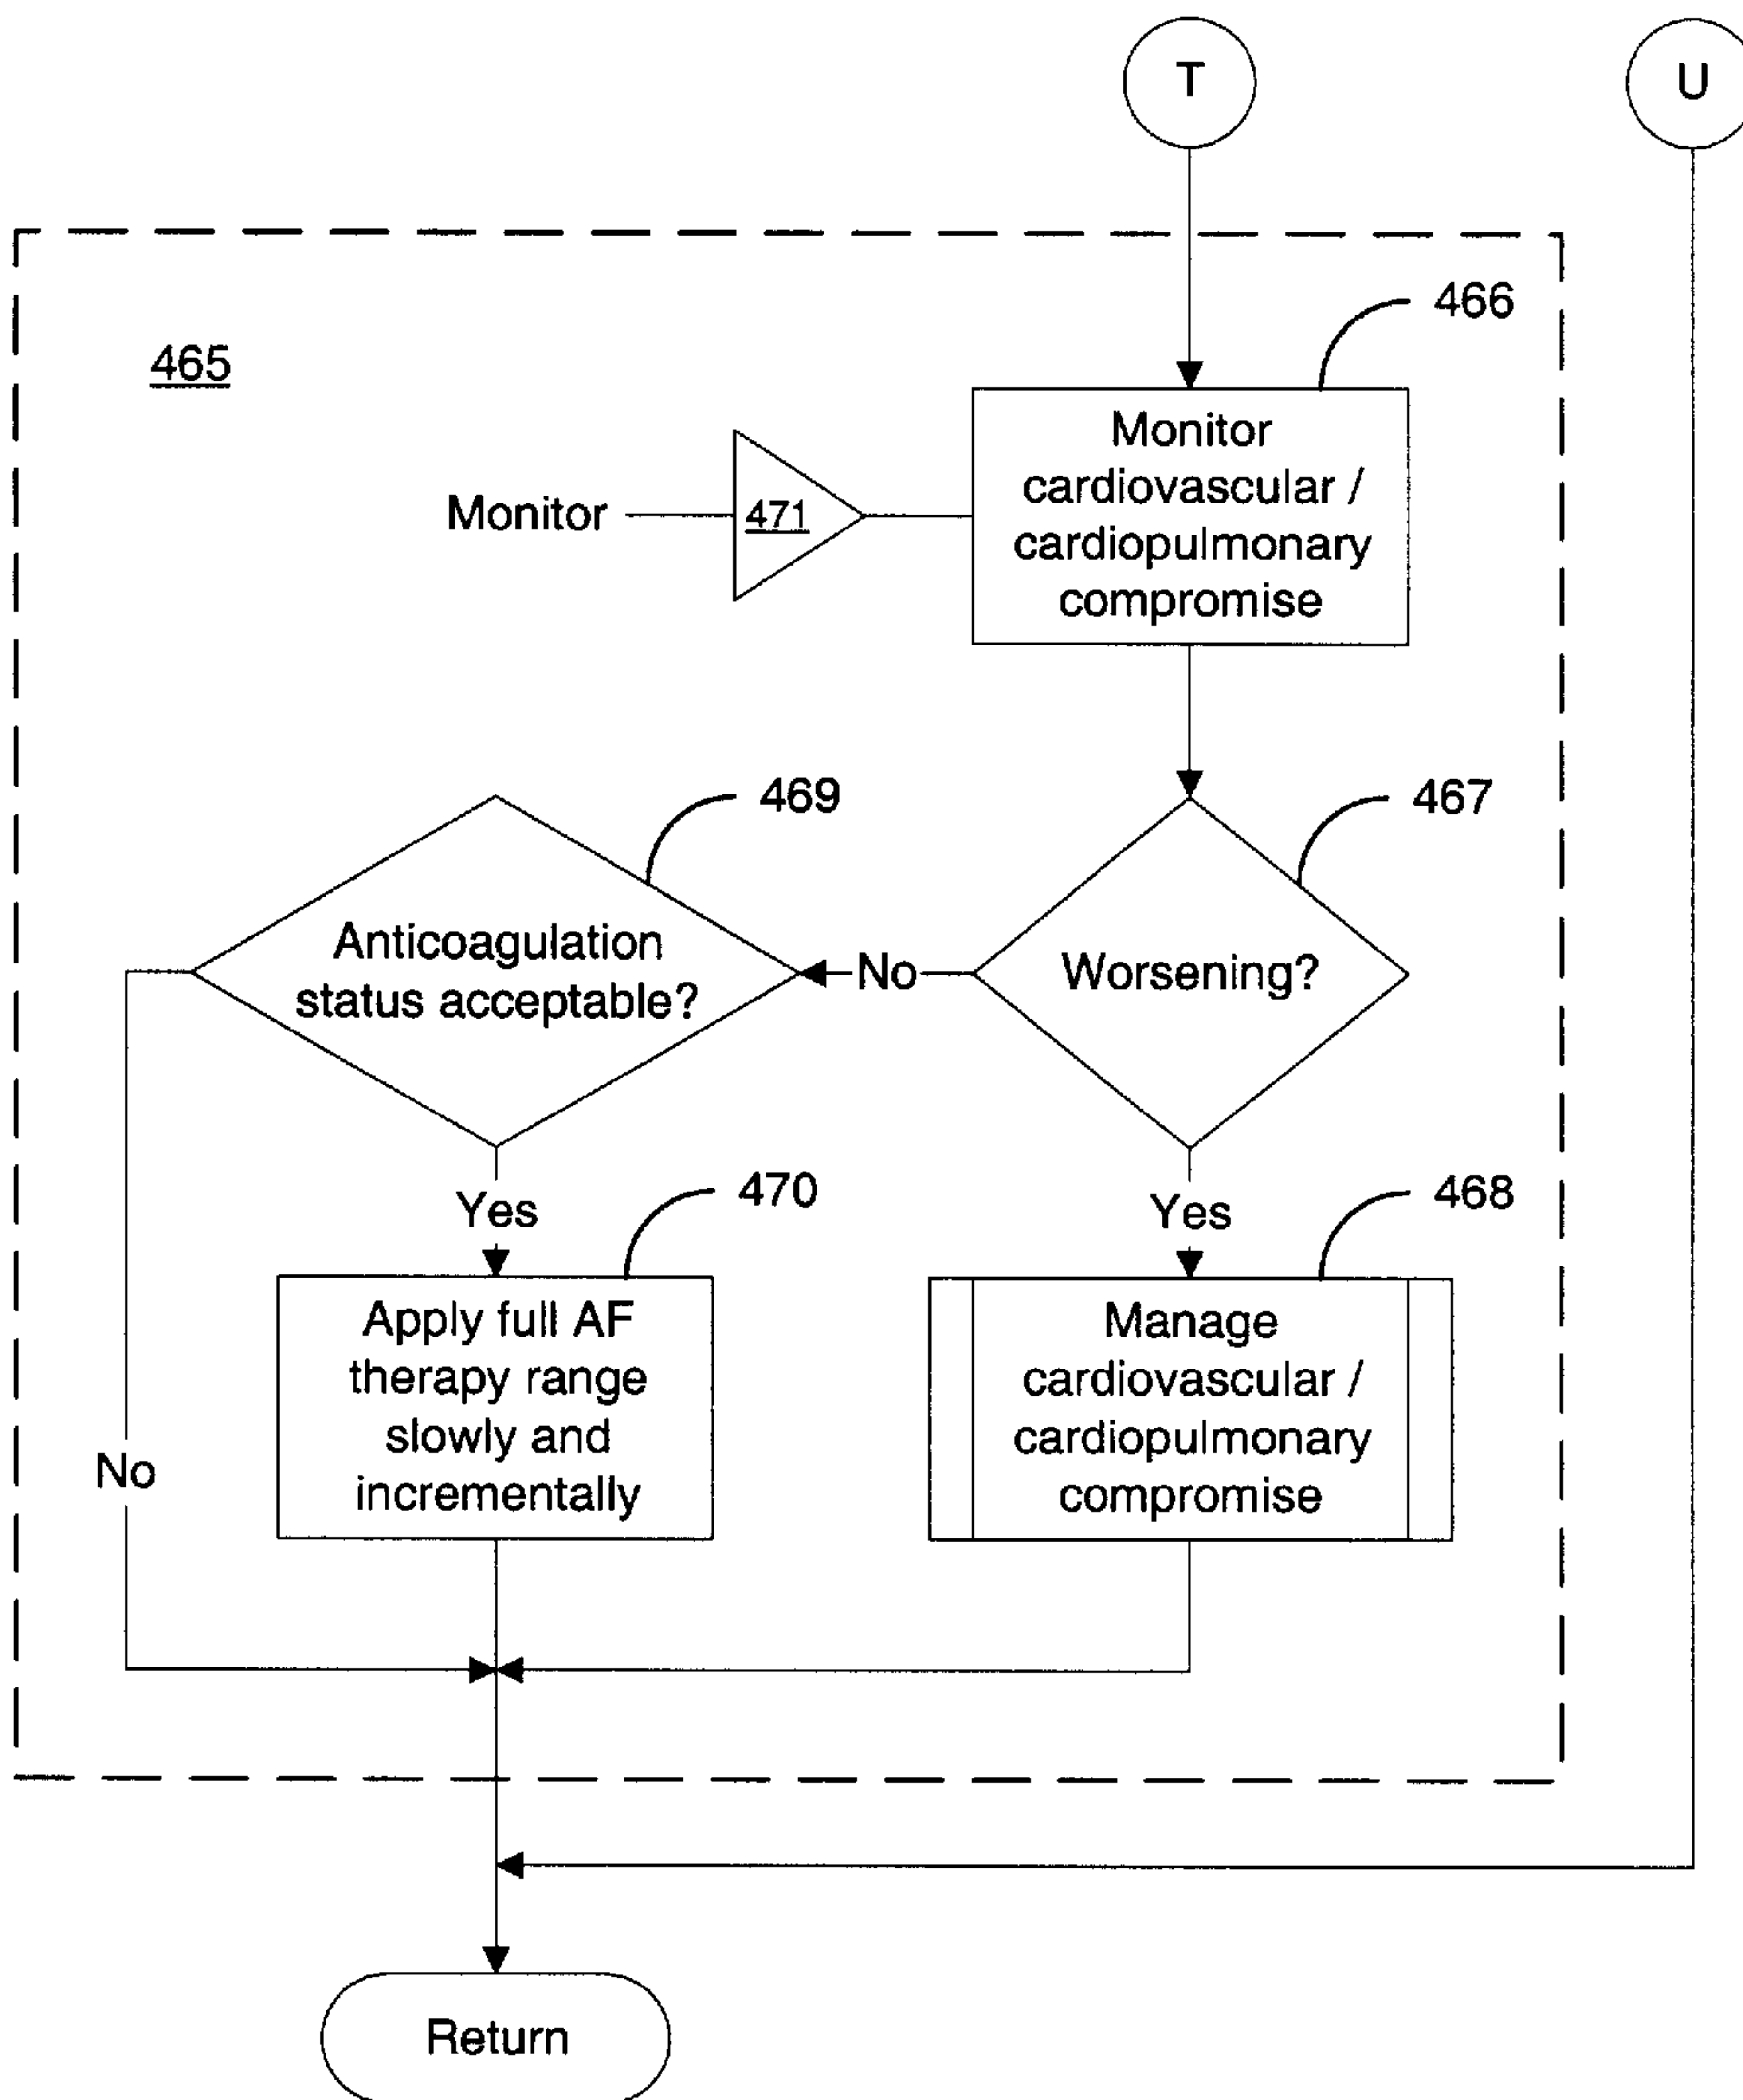 T
U
466
465
Monitor
cardiovascular /
cardiopulmonary
compromise
Monitor
471
469
467
Anticoagulation
status acceptable?
No
Worsening?
Yes
470
Yes
468
Apply full AF
therapy range
slowly and
incrementally
Manage
cardiovascular /
cardiopulmonary
compromise
No
Return